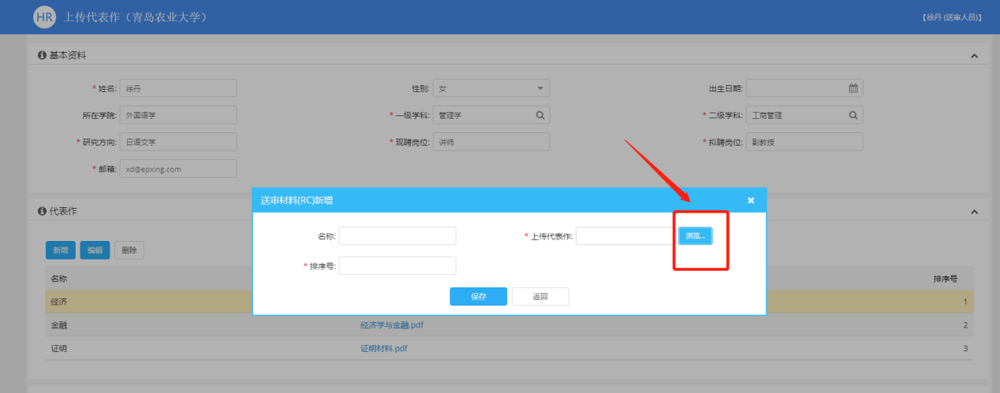 HR 上传代表作（青岛农业大学） 【徐丹 (送审人员)】
基本资料
* 姓名: 徐丹 性别: 女 出生日期:
所在学院: 外国语学 * 一级学科: 管理学 * 二级学科: 工商管理
* 研究方向: 日语文学 * 现聘岗位: 讲师 * 拟聘岗位: 副教授
* 邮箱: xd@epxing.com
送审材料(RC)新增
代表作
名称: * 上传代表作: 浏览...
新增 编辑 删除
* 排序号:
名称 排序号
保存 返回
经济 1
金融 经济学与金融.pdf 2
证明 证明材料.pdf 3